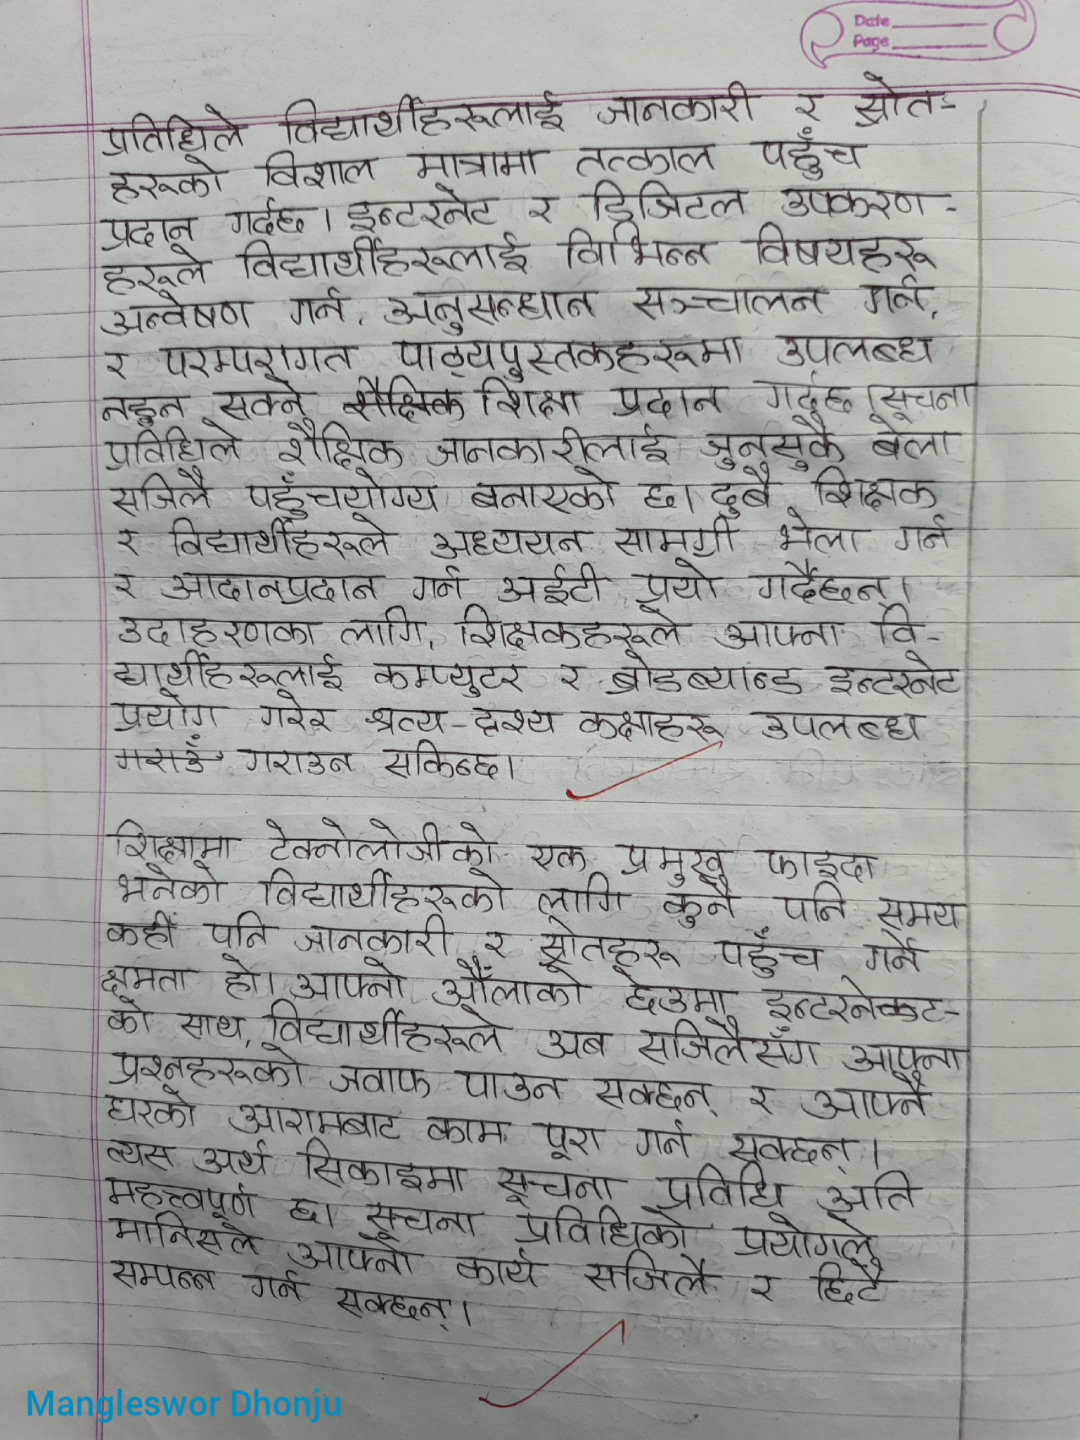 Date
Page
प्रविधिले विद्यार्थीहरूलाई जानकारी र स्रोत-
हरूको विशाल मात्रामा तत्काल पहुँच
प्रदान गर्दछ। इन्टरनेट र डिजिटल उपकरण-
हरूले विद्यार्थीहरूलाई विभिन्न विषयहरू
अन्वेषण गर्न, अनुसन्धान सञ्चालन गर्न,
र परम्परागत पाठ्यपुस्तकहरूमा उपलब्ध
नहुन सक्ने शैक्षिक शिक्षा प्रदान गर्दछ। सूचना
प्रविधिले शैक्षिक जानकारीलाई जुनसुकै बेला
सजिलै पहुँचयोग्य बनाएको छ। दुबै शिक्षक
र विद्यार्थीहरूले अध्ययन सामग्री भेला गर्न
र आदानप्रदान गर्न अईटी प्रयो गर्दैछन्।
उदाहरणका लागि, शिक्षकहरूले आफ्ना वि-
द्यार्थीहरूलाई कम्प्युटर र ब्रोडब्यान्ड इन्टरनेट
प्रयोग गरेर श्रव्य-दृश्य कक्षाहरू उपलब्ध
गराउन सकिन्छ।
शिक्षामा टेक्नोलोजीको एक प्रमुख फाइदा
भनेको विद्यार्थीहरूको लागि कुनै पनि समय
कहीं पनि जानकारी र स्रोतहरू पहुँच गर्ने
क्षमता हो। आफ्नो औंलाको छेउमा इन्टरनेक्ट-
को साथ, विद्यार्थीहरूले अब सजिलैसँग आफ्ना
प्रश्नहरूको जवाफ पाउन सक्छन् र आफ्नै
घरको आरामबाट काम पूरा गर्न सक्छन्।
त्यस अर्थ सिकाइमा सूचना प्रविधि अति
महत्त्वपूर्ण छ। सूचना प्रविधिको प्रयोगले
मानिसले आफ्नो कार्य सजिलै र छिटै
सम्पन्न गर्न सक्छन्।
Mangleswor Dhonju